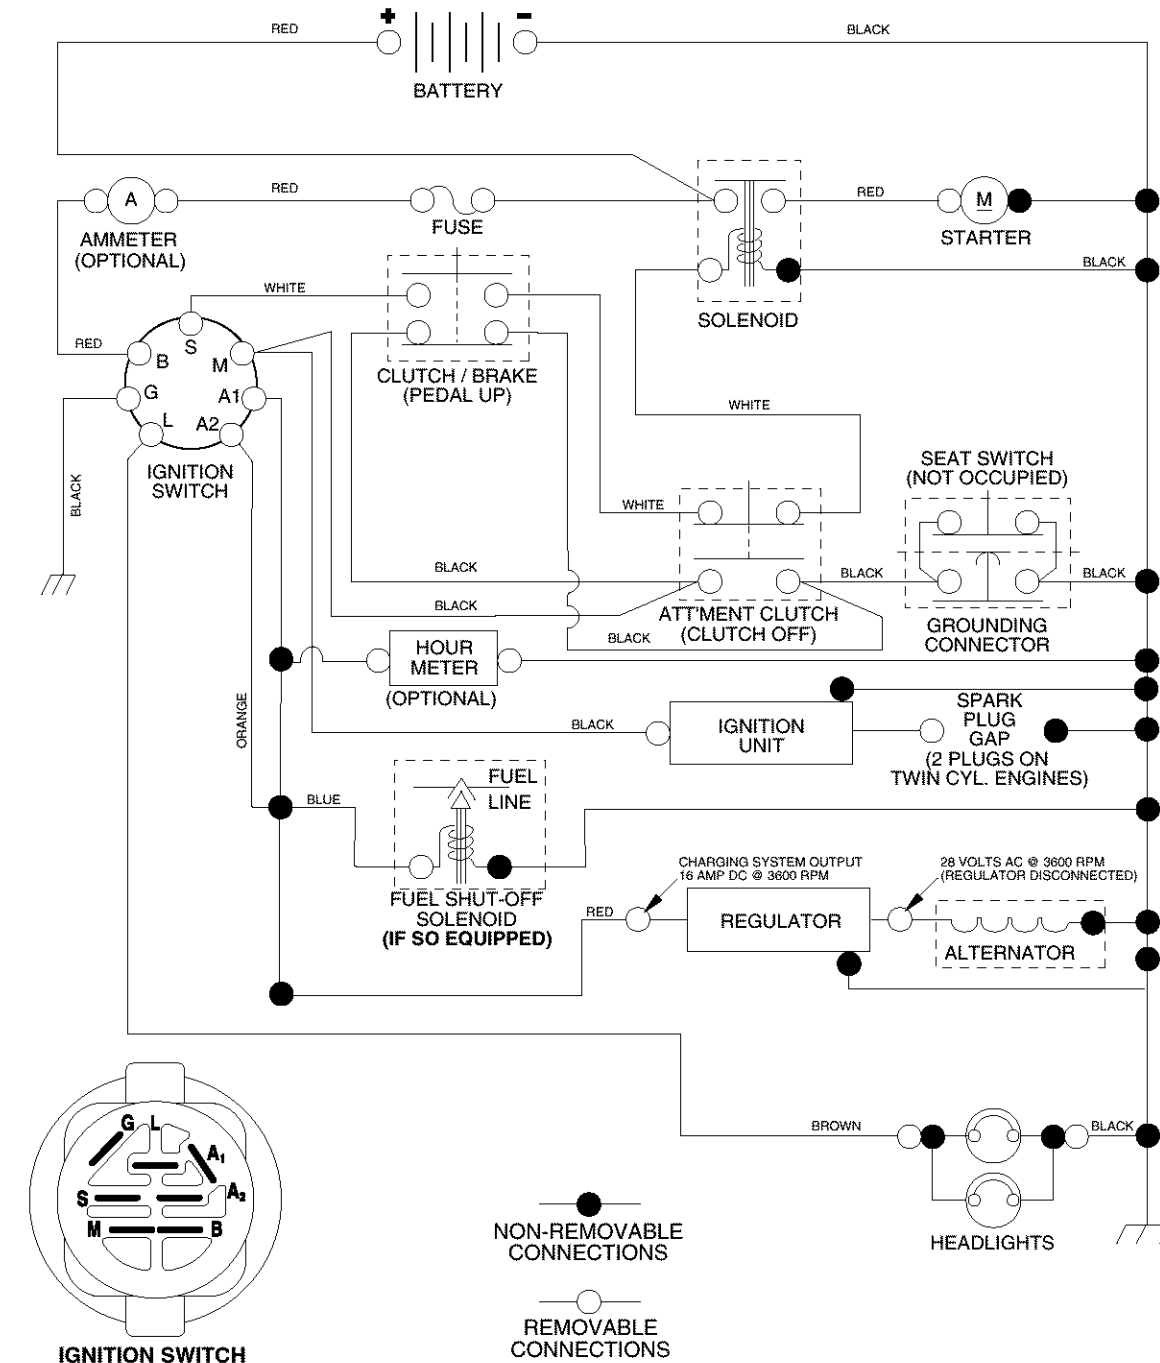 + -
RED
BLACK
BATTERY
RED
RED
A
M
FUSE
STARTER
AMMETER
(OPTIONAL)
BLACK
WHITE
SOLENOID
RED
S
B
M
G
A1
L
A2
CLUTCH / BRAKE
(PEDAL UP)
WHITE
IGNITION
SWITCH
BLACK
SEAT SWITCH
(NOT OCCUPIED)
WHITE
BLACK
BLACK
BLACK
BLACK
ATT'MENT CLUTCH
(CLUTCH OFF)
GROUNDING
CONNECTOR
BLACK
HOUR
METER
(OPTIONAL)
ORANGE
BLACK
IGNITION
UNIT
SPARK
PLUG
GAP
(2 PLUGS ON
TWIN CYL. ENGINES)
FUEL
LINE
BLUE
FUEL SHUT-OFF
SOLENOID
(IF SO EQUIPPED)
CHARGING SYSTEM OUTPUT
16 AMP DC @ 3600 RPM
28 VOLTS AC @ 3600 RPM
(REGULATOR DISCONNECTED)
RED
REGULATOR
ALTERNATOR
G L
A1
S
A2
M
B
IGNITION SWITCH
BROWN
BLACK
HEADLIGHTS
NON-REMOVABLE
CONNECTIONS
REMOVABLE
CONNECTIONS